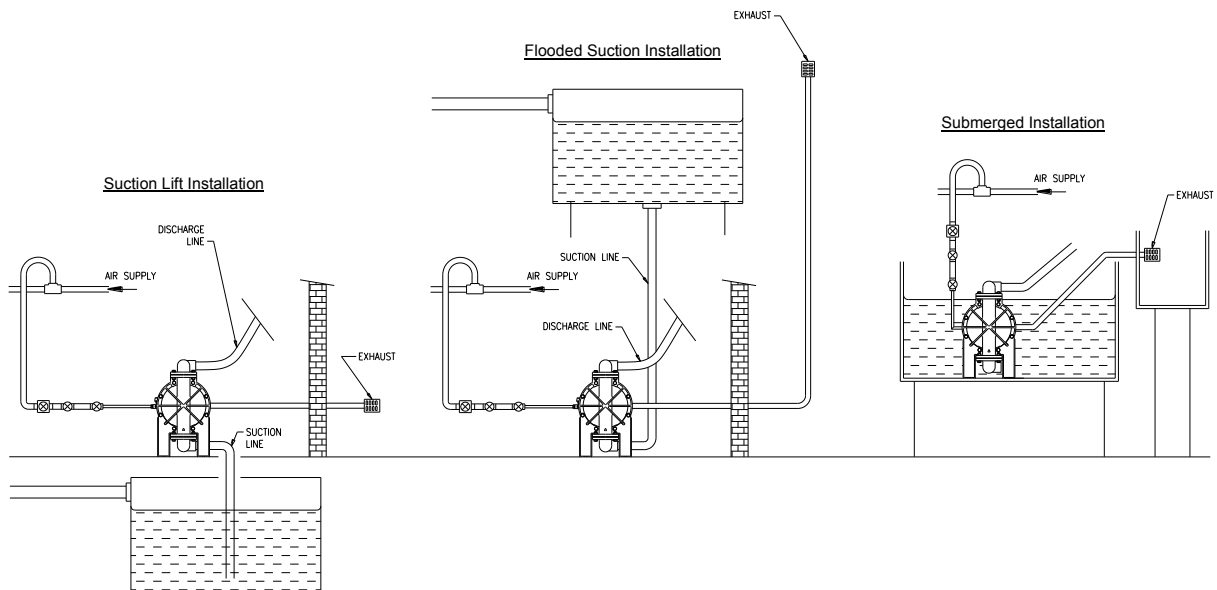 Suction Lift Installation
DISCHARGE
LINE
AIR SUPPLY
EXHAUST
SUCTION
LINE
Flooded Suction Installation
EXHAUST
SUCTION LINE
AIR SUPPLY
DISCHARGE LINE
Submerged Installation
AIR SUPPLY
EXHAUST